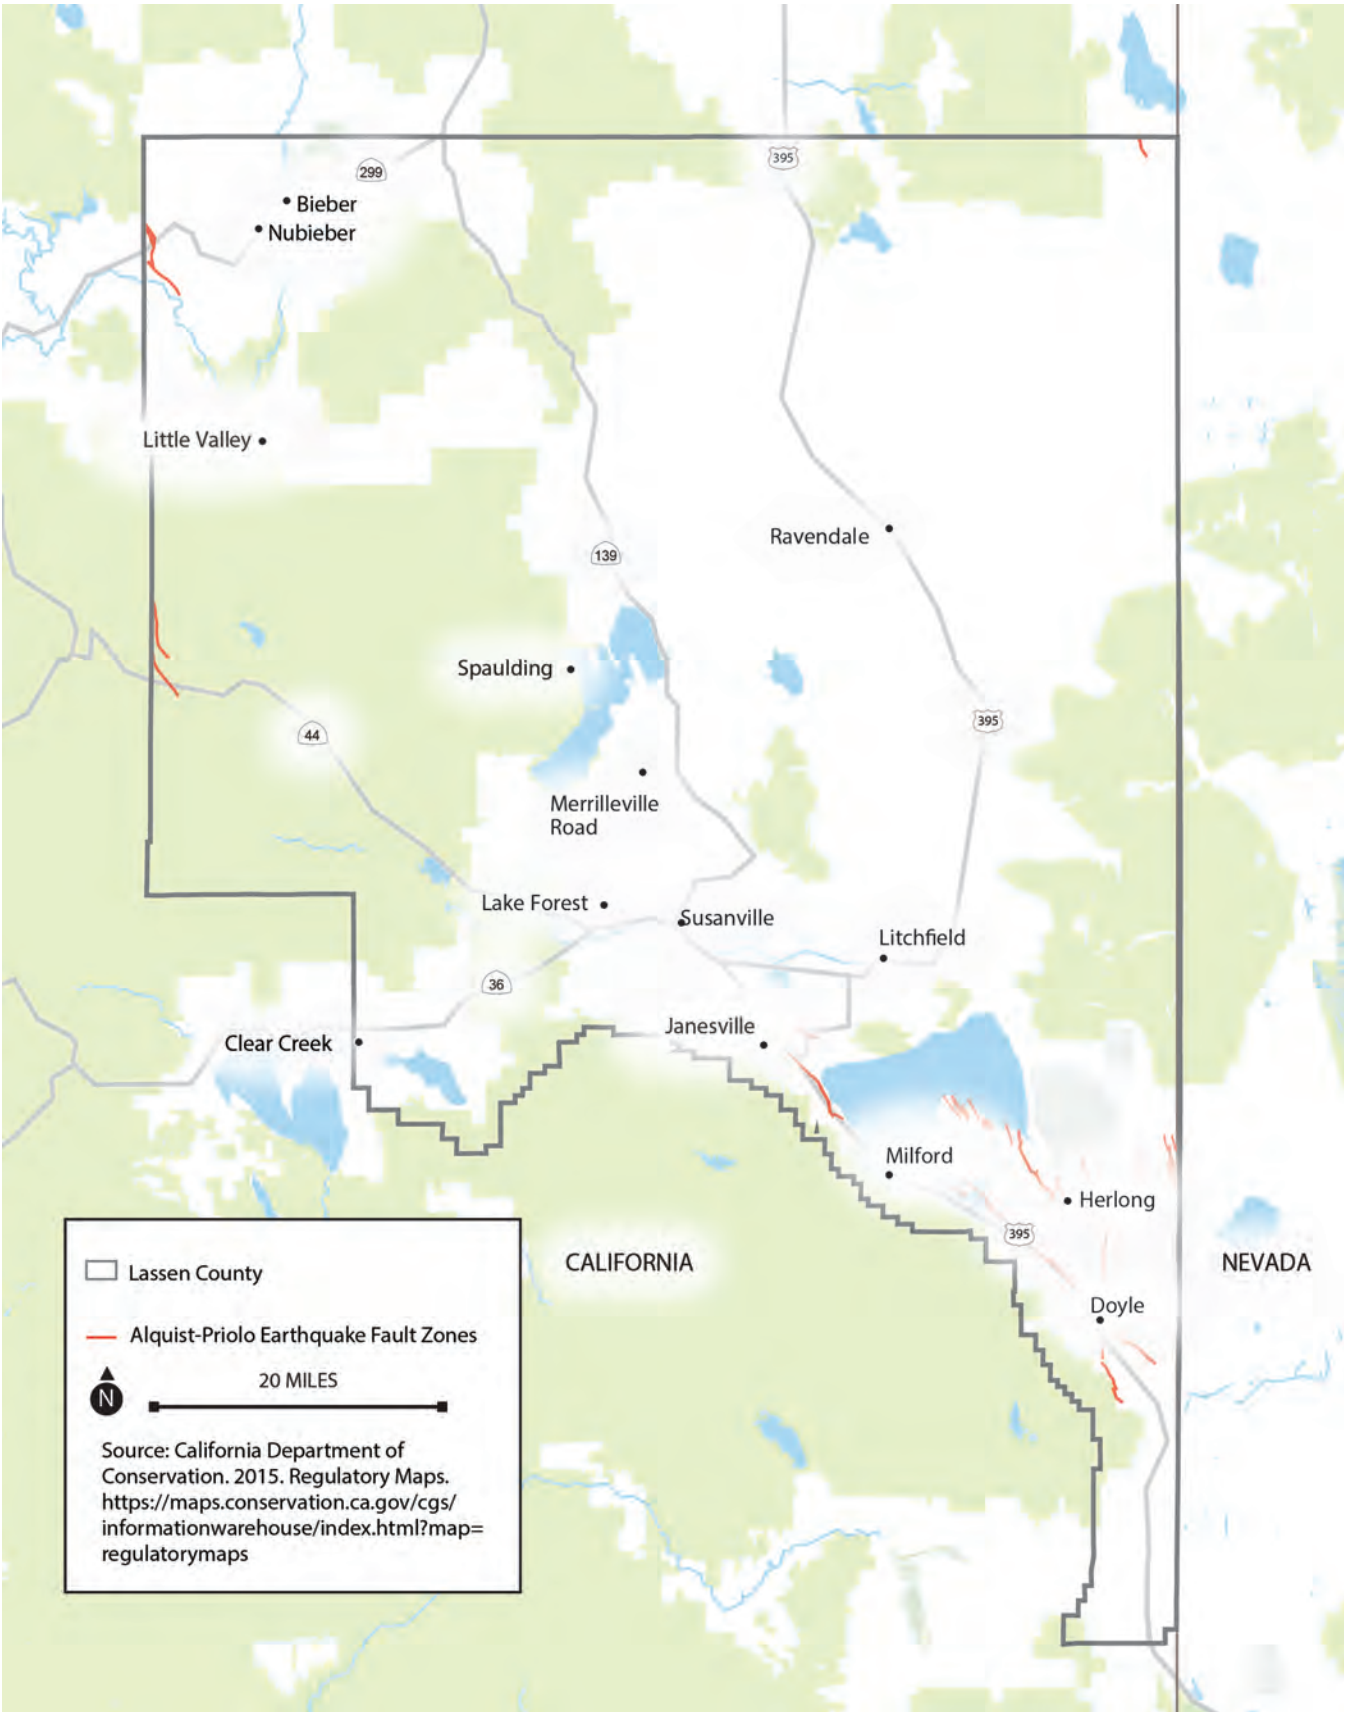 299
395
Bieber
Nubieber
Little Valley
Ravendale
139
Spaulding
395
44
Merrilleville
Road
Lake Forest
Susanville
Litchfield
36
Janesville
Clear Creek
Milford
Herlong
395
CALIFORNIA
NEVADA
Doyle
Lassen County
Alquist-Priolo Earthquake Fault Zones
N
20 MILES
Source: California Department of
Conservation. 2015. Regulatory Maps.
https://maps.conservation.ca.gov/cgs/
informationwarehouse/index.html?map=
regulatorymaps